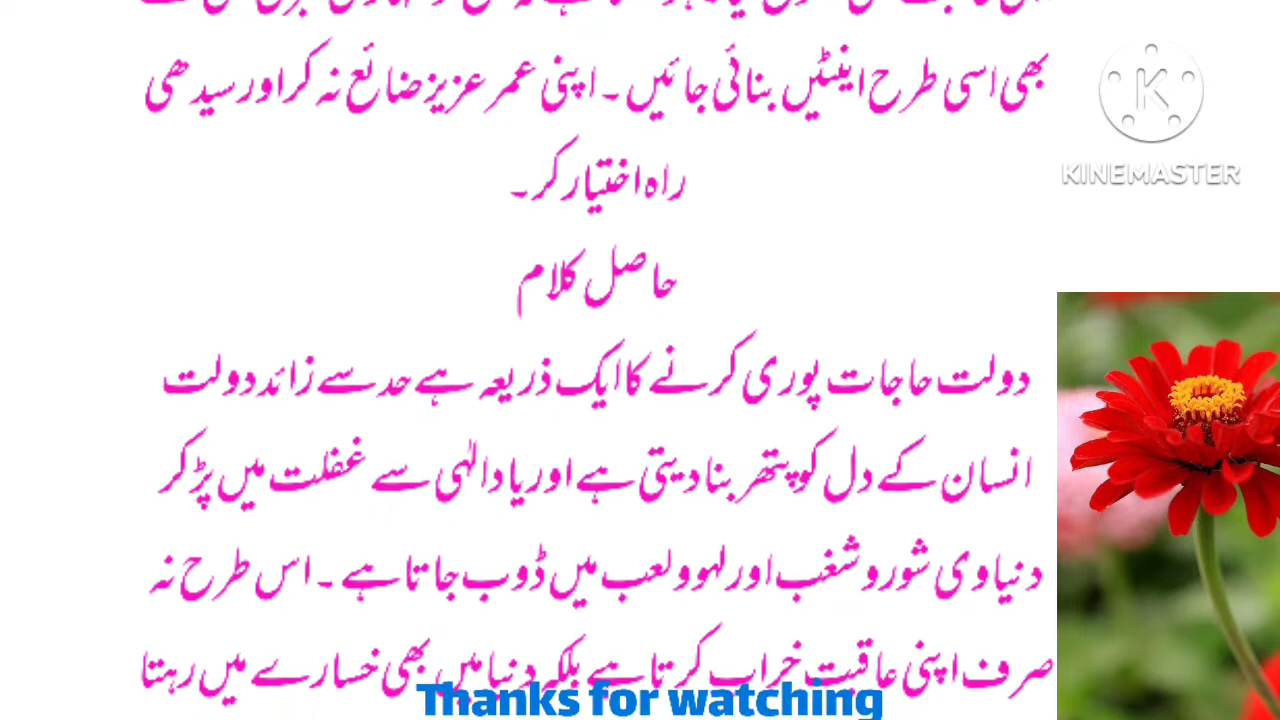 بھی اسی طرح اینٹیں بنائی جائیں ۔ اپنی عمر عزیز ضائع نہ کر اور سیدھی
راہ اختیار کر ۔
حاصل کلام
دولت حاجات پوری کرنے کا ایک ذریعہ ہے حد سے زائد دولت
انسان کے دل کو پتھر بنا دیتی ہے اور یاد الٰہی سے غفلت میں پڑ کر
دنیاوی شور و شغب اور لہو و لعب میں ڈوب جاتا ہے ۔ اس طرح نہ
صرف اپنی عاقبت خراب کرتا ہے بلکہ دنیا میں بھی خسارے میں رہتا
Thanks for watching
K
KINEMASTER